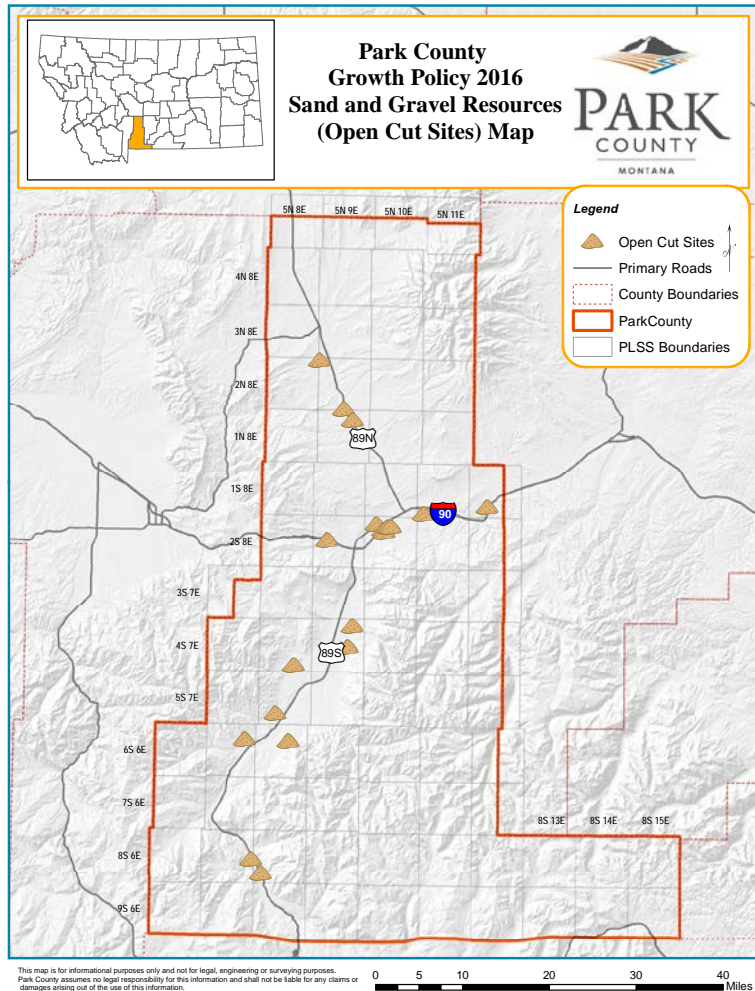 Park County
Growth Policy 2016
Sand and Gravel Resources
(Open Cut Sites) Map
PARK
COUNTY
MONTANA
Legend
Open Cut Sites
Primary Roads
County Boundaries
ParkCounty
PLSS Boundaries
5N 8E 5N 9E 5N 10E 5N 11E
4N 8E
3N 8E
2N 8E
1N 8E
89N
1S 8E
90
2S 8E
3S 7E
4S 7E
89S
5S 7E
6S 6E
7S 6E
8S 13E 8S 14E 8S 15E
8S 6E
9S 6E
This map is for informational purposes only and not for legal, engineering or surveying purposes.
Park County assumes no legal responsibility for this information and shall not be liable for any claims or
damages arising out of the use of this information.
0 5 10 20 30 40
Miles